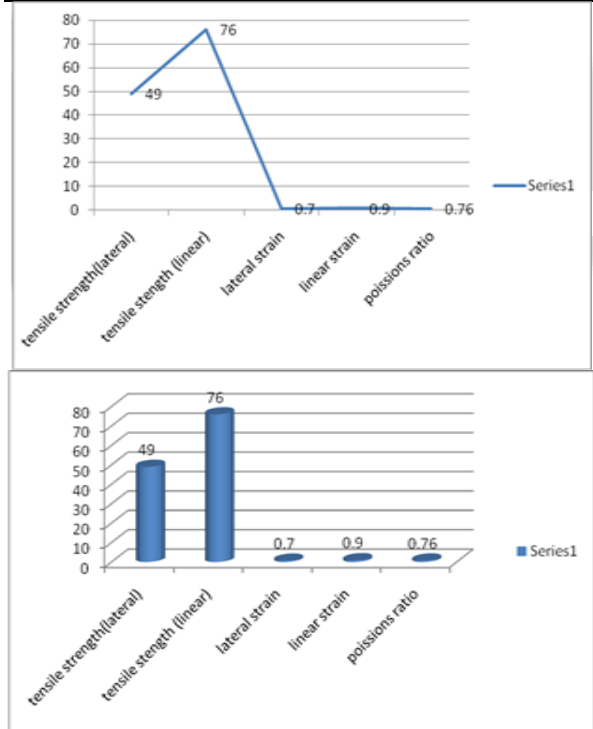 80
70
60
50
40
30
20
10
0
76
49
0.7
0.9
0.76
Series1
tensile strength(lateral)
tensile stength (linear)
lateral strain
linear strain
poissions ratio
80
70
60
50
40
30
20
10
0
76
49
0.7
0.9
0.76
Series1
tensile strength(lateral)
tensile stength (linear)
lateral strain
linear strain
poissions ratio